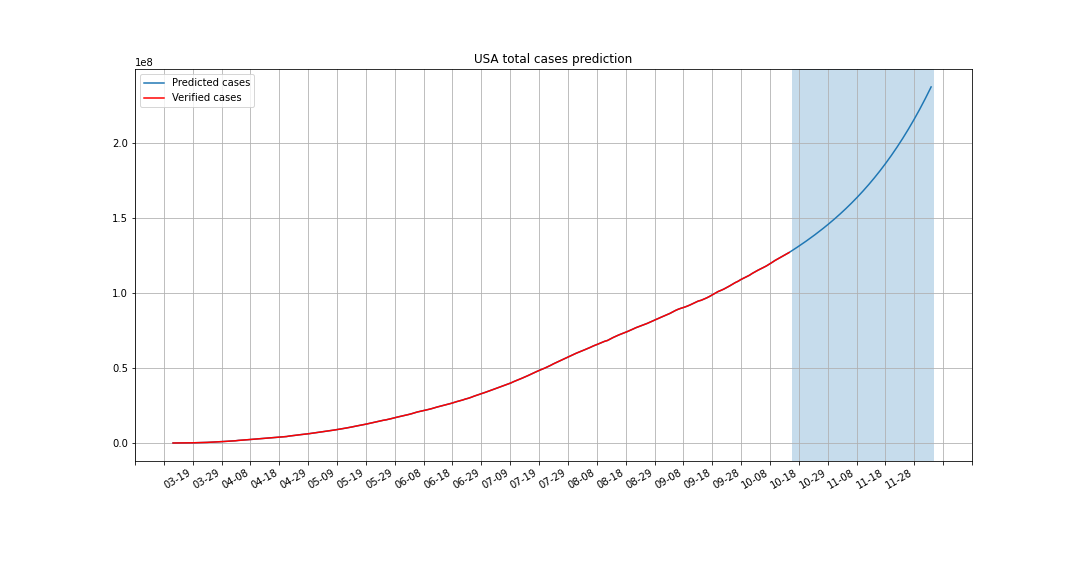 USA total cases prediction
1e8
Predicted cases
Verified cases
2.0
1.5
1.0
0.5
0.0
03-19 03-29 04-08 04-18 04-29 05-09 05-19 05-29 06-08 06-18 06-29 07-09 07-19 07-29 08-08 08-18 08-29 09-08 09-18 09-28 10-08 10-18 10-29 11-08 11-18 11-28